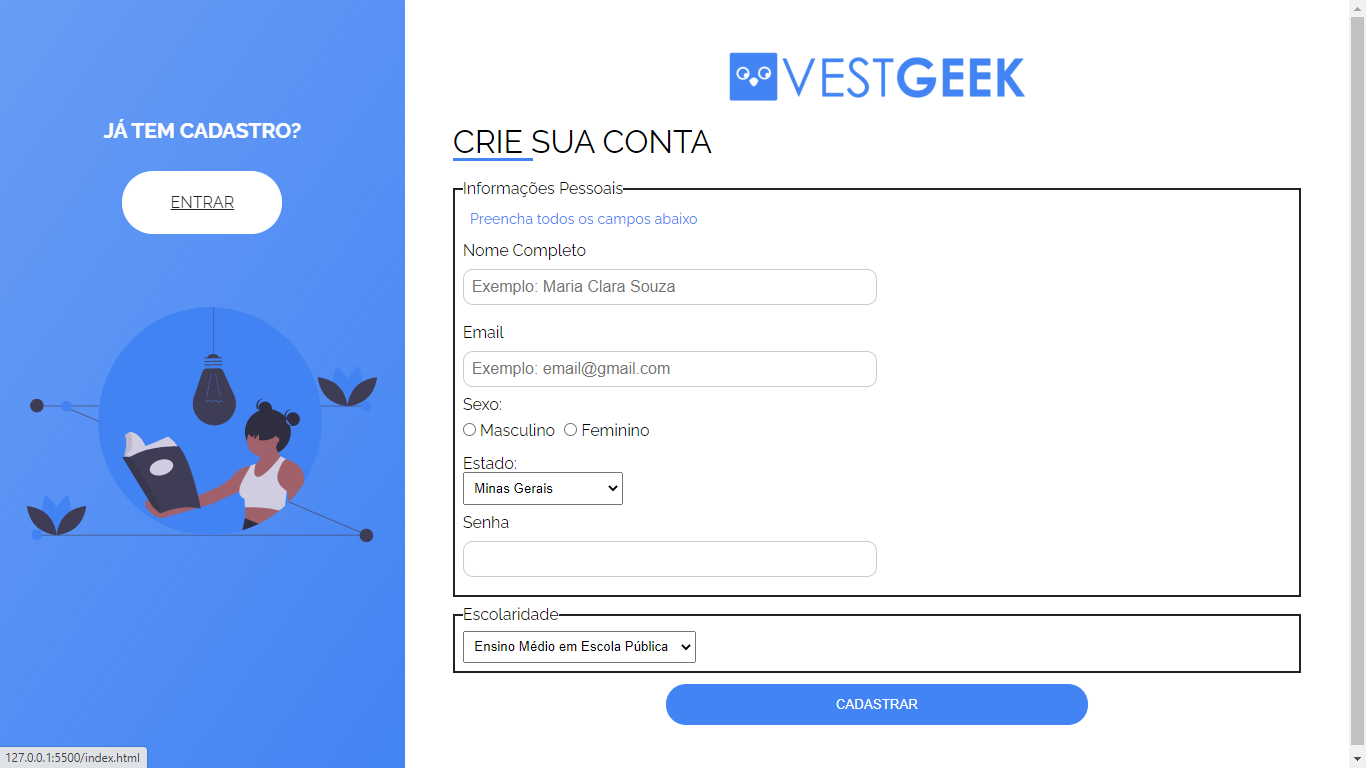 JÁ TEM CADASTRO?
ENTRAR
VESTGEEK
CRIE SUA CONTA
Informações Pessoais
Preencha todos os campos abaixo
Nome Completo
Exemplo: Maria Clara Souza
Email
Exemplo: email@gmail.com
Sexo:
Masculino Feminino
Estado:
Minas Gerais
Senha
Escolaridade
Ensino Médio em Escola Pública
CADASTRAR
127.0.0.1:5500/index.html